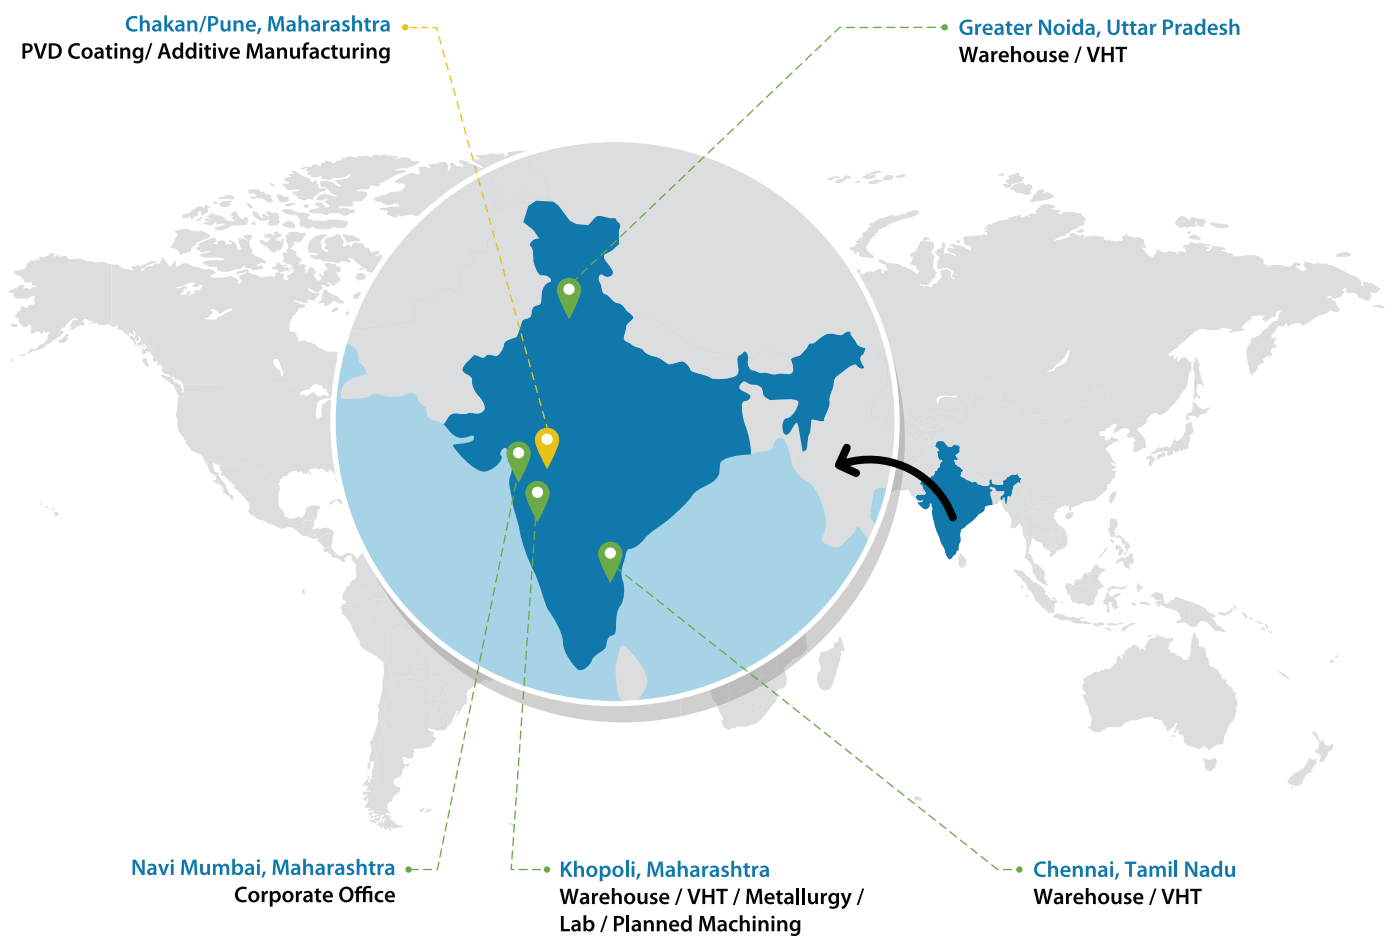 Chakan/Pune, Maharashtra
PVD Coating/ Additive Manufacturing
Greater Noida, Uttar Pradesh
Warehouse / VHT
Navi Mumbai, Maharashtra
Corporate Office
Khopoli, Maharashtra
Warehouse / VHT / Metallurgy /
Lab / Planned Machining
Chennai, Tamil Nadu
Warehouse / VHT